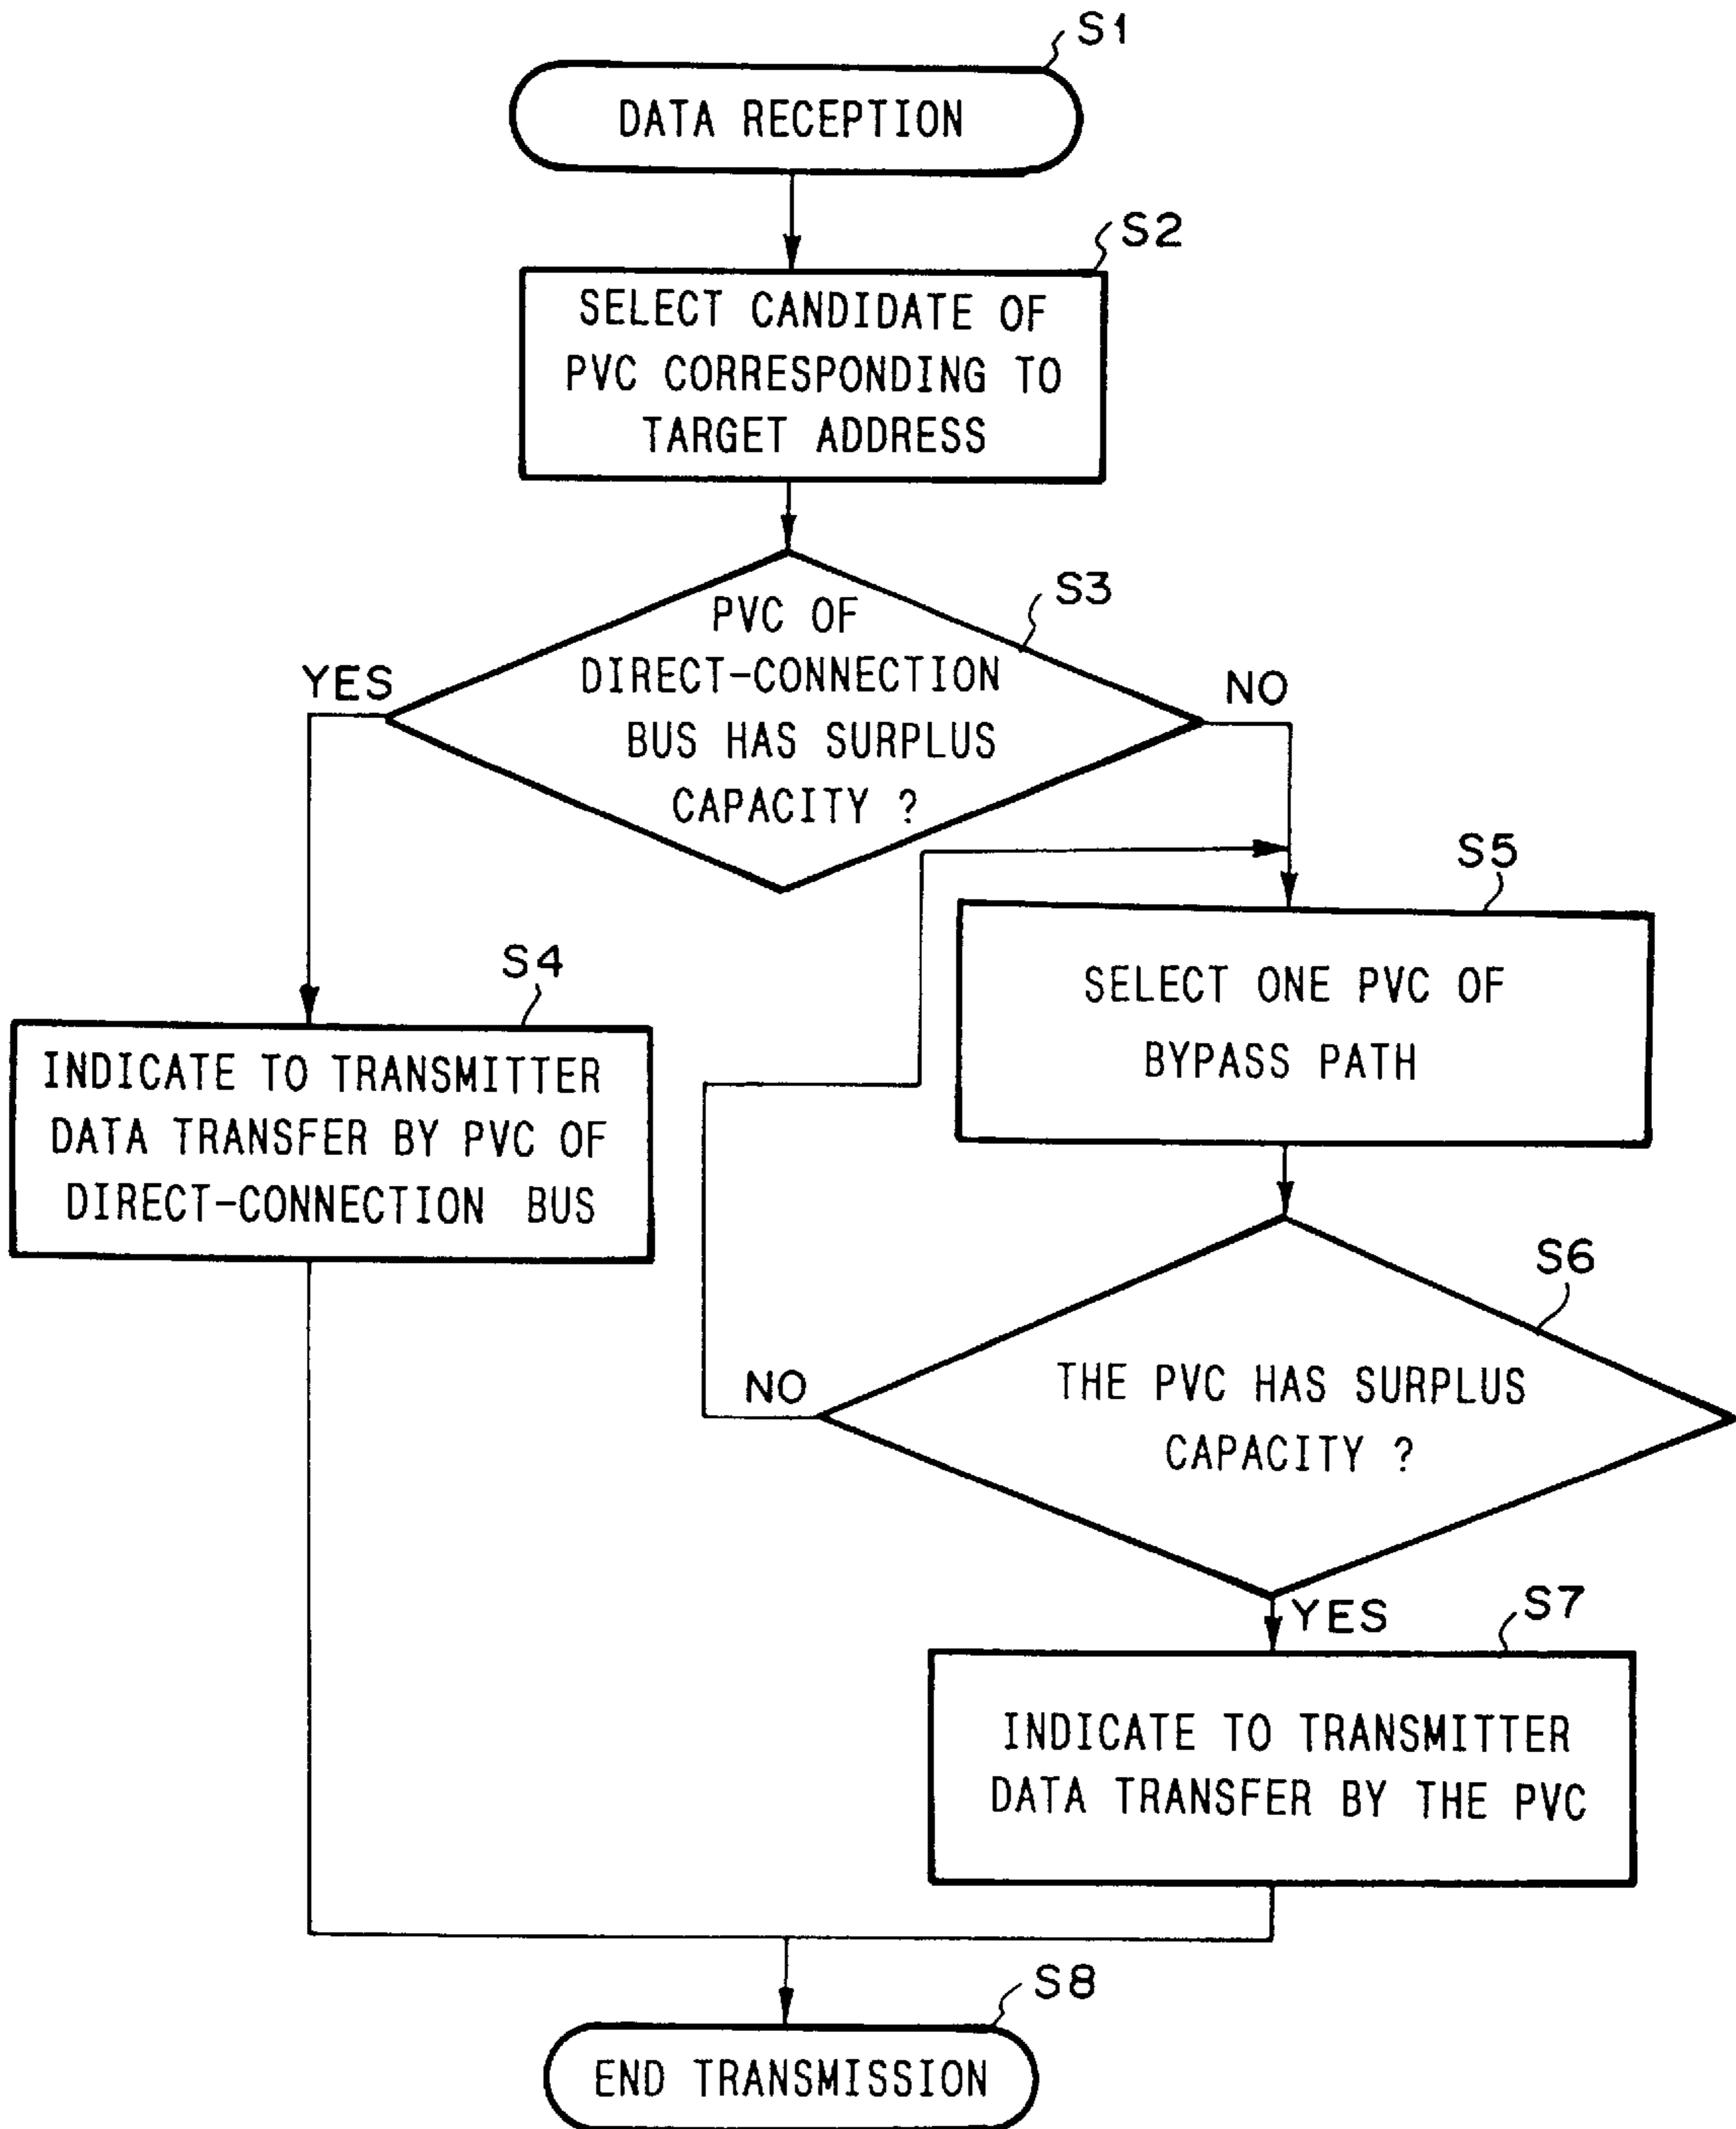 S1
DATA RECEPTION
S2
SELECT CANDIDATE OF
PVC CORRESPONDING TO
TARGET ADDRESS
S3
PVC OF
DIRECT-CONNECTION
BUS HAS SURPLUS
CAPACITY ?
YES
NO
S4
INDICATE TO TRANSMITTER
DATA TRANSFER BY PVC OF
DIRECT-CONNECTION BUS
S5
SELECT ONE PVC OF
BYPASS PATH
S6
THE PVC HAS SURPLUS
CAPACITY ?
NO
YES
S7
INDICATE TO TRANSMITTER
DATA TRANSFER BY THE PVC
S8
END TRANSMISSION